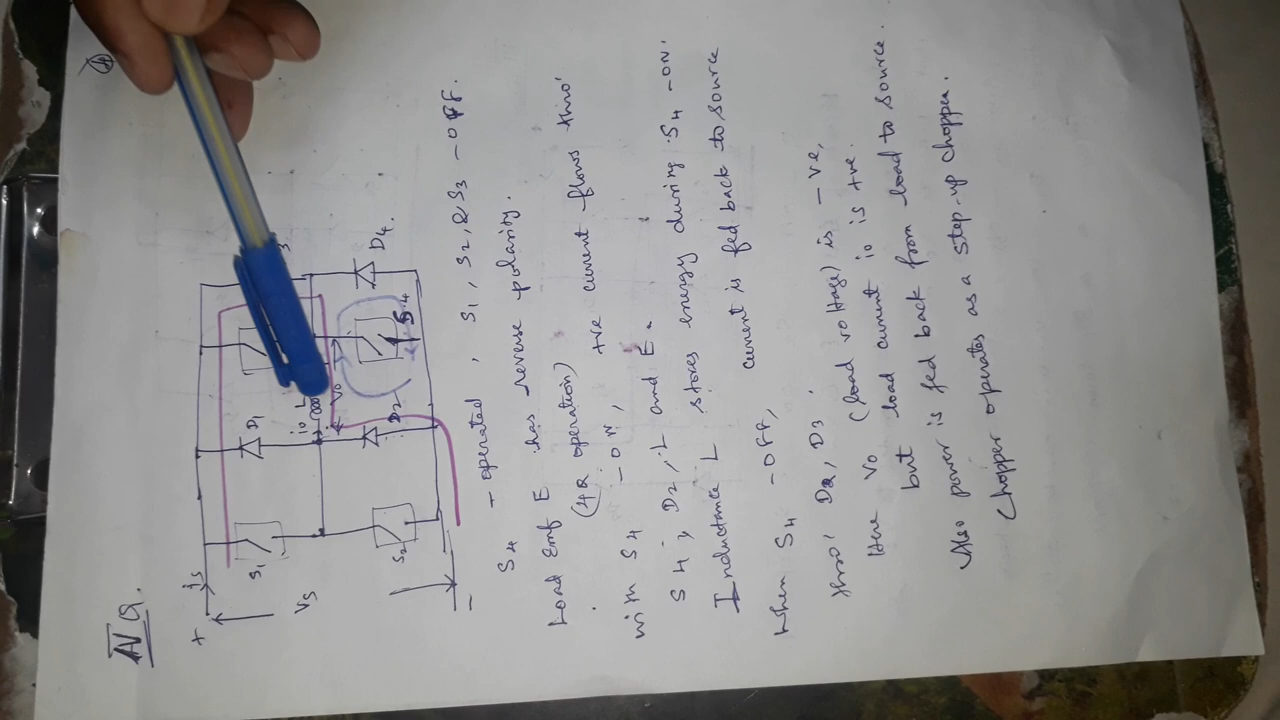 IV Q.
+
is
Vs
S1
D1
io
L
Vo
S2
D2
S4
D4.
-
S4 - operated, S1, S2, & S3 - OFF.
Load Emf E has reverse polarity.
(4Q operation)
with S4 - ON, +ve current flows thro'
S4, D2, L and E.
Inductance L stores energy during S4 - ON.
When S4 - OFF, current is fed back to source
thro' D2, D3.
Here Vo (load voltage) is - ve,
but load current io is +ve.
Also power is fed back from load to source.
Chopper operates as a step-up chopper.